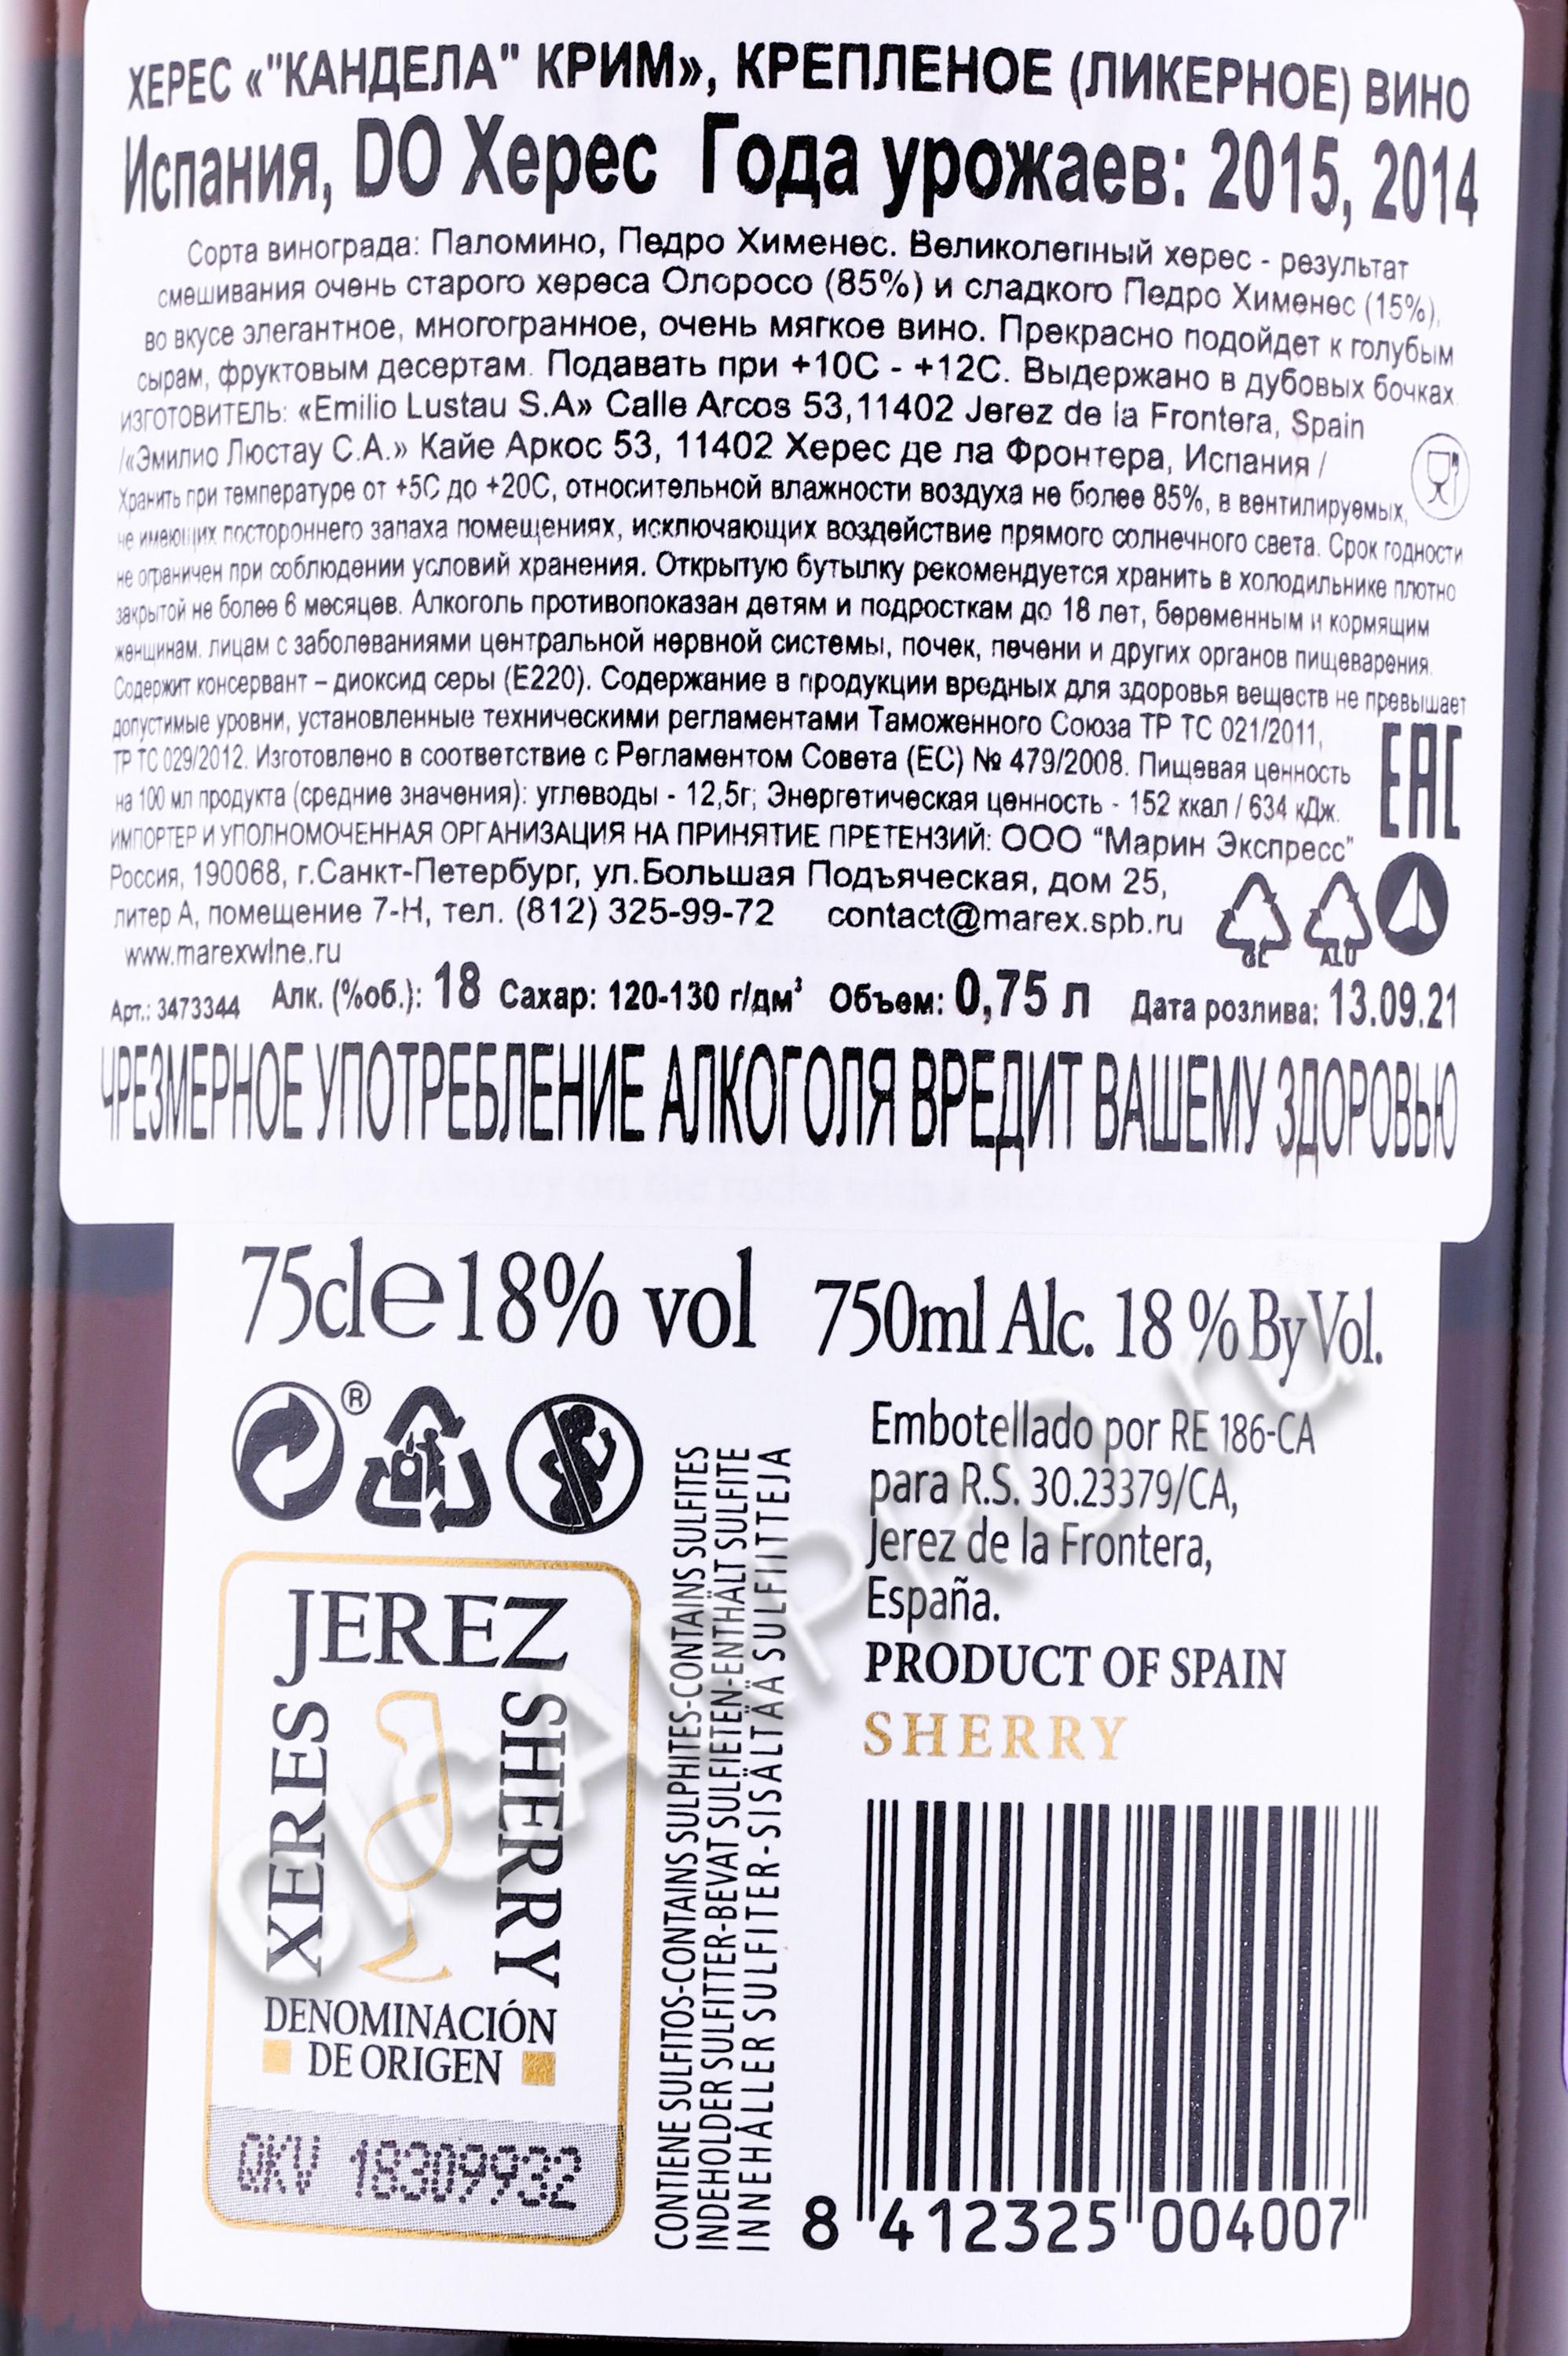 ХЕРЕС «"КАНДЕЛА" КРИМ», КРЕПЛЕНОЕ (ЛИКЕРНОЕ) ВИНО
Испания, DO Херес Года урожаев: 2015, 2014
Сорта винограда: Паломино, Педро Хименес. Великолепный херес - результат
смешивания очень старого хереса Олоросо (85%) и сладкого Педро Хименес (15%),
во вкусе элегантное, многогранное, очень мягкое вино. Прекрасно подойдет к голубым
сырам, фруктовым десертам. Подавать при +10С - +12С. Выдержано в дубовых бочках.
ИЗГОТОВИТЕЛЬ: «Emilio Lustau S.A» Calle Arcos 53,11402 Jerez de la Frontera, Spain
/«Эмилио Люстау С.А.» Кайе Аркос 53, 11402 Херес де ла Фронтера, Испания /
Хранить при температуре от +5С до +20С, относительной влажности воздуха не более 85%, в вентилируемых,
не имеющих постороннего запаха помещениях, исключающих воздействие прямого солнечного света. Срок годности
не ограничен при соблюдении условий хранения. Открытую бутылку рекомендуется хранить в холодильнике плотно
закрытой не более 6 месяцев. Алкоголь противопоказан детям и подросткам до 18 лет, беременным и кормящим
женщинам, лицам с заболеваниями центральной нервной системы, почек, печени и других органов пищеварения.
Содержит консервант – диоксид серы (Е220). Содержание в продукции вредных для здоровья веществ не превышает
допустимые уровни, установленные техническими регламентами Таможенного Союза ТР ТС 021/2011,
ТР ТС 029/2012. Изготовлено в соответствие с Регламентом Совета (ЕС) № 479/2008. Пищевая ценность
на 100 мл продукта (средние значения): углеводы - 12,5г; Энергетическая ценность - 152 ккал / 634 кДж.
EAC
ИМПОРТЕР И УПОЛНОМОЧЕННАЯ ОРГАНИЗАЦИЯ НА ПРИНЯТИЕ ПРЕТЕНЗИЙ: ООО "Марин Экспресс"
Россия, 190068, г.Санкт-Петербург, ул.Большая Подъяческая, дом 25,
литер А, помещение 7-Н, тел. (812) 325-99-72 contact@marex.spb.ru
www.marexwine.ru
GL ALU
Арт.: 3473344 Алк. (%об.): 18 Сахар: 120-130 г/дм³ Объем: 0,75 л Дата розлива: 13.09.21
ЧРЕЗМЕРНОЕ УПОТРЕБЛЕНИЕ АЛКОГОЛЯ ВРЕДИТ ВАШЕМУ ЗДОРОВЬЮ
75cl e 18% vol 750ml Alc. 18 % By Vol.
®
Embotellado por RE 186-CA
para R.S. 30.23379/CA,
Jerez de la Frontera,
España.
PRODUCT OF SPAIN
SHERRY
CONTIENE SULFITOS-CONTAINS SULPHITES-CONTAINS SULFITES
INDEHOLDER SULFITTER-BEVAT SULFIETEN-ENTHÄLT SULFITE
INNEHÅLLER SULFITER-SISÄLTÄÄ SULFIITTEJA
JEREZ
XERES
SHERRY
DENOMINACIÓN
DE ORIGEN
QKV 18309932
8 412325 004007
CIGARPRO.ru